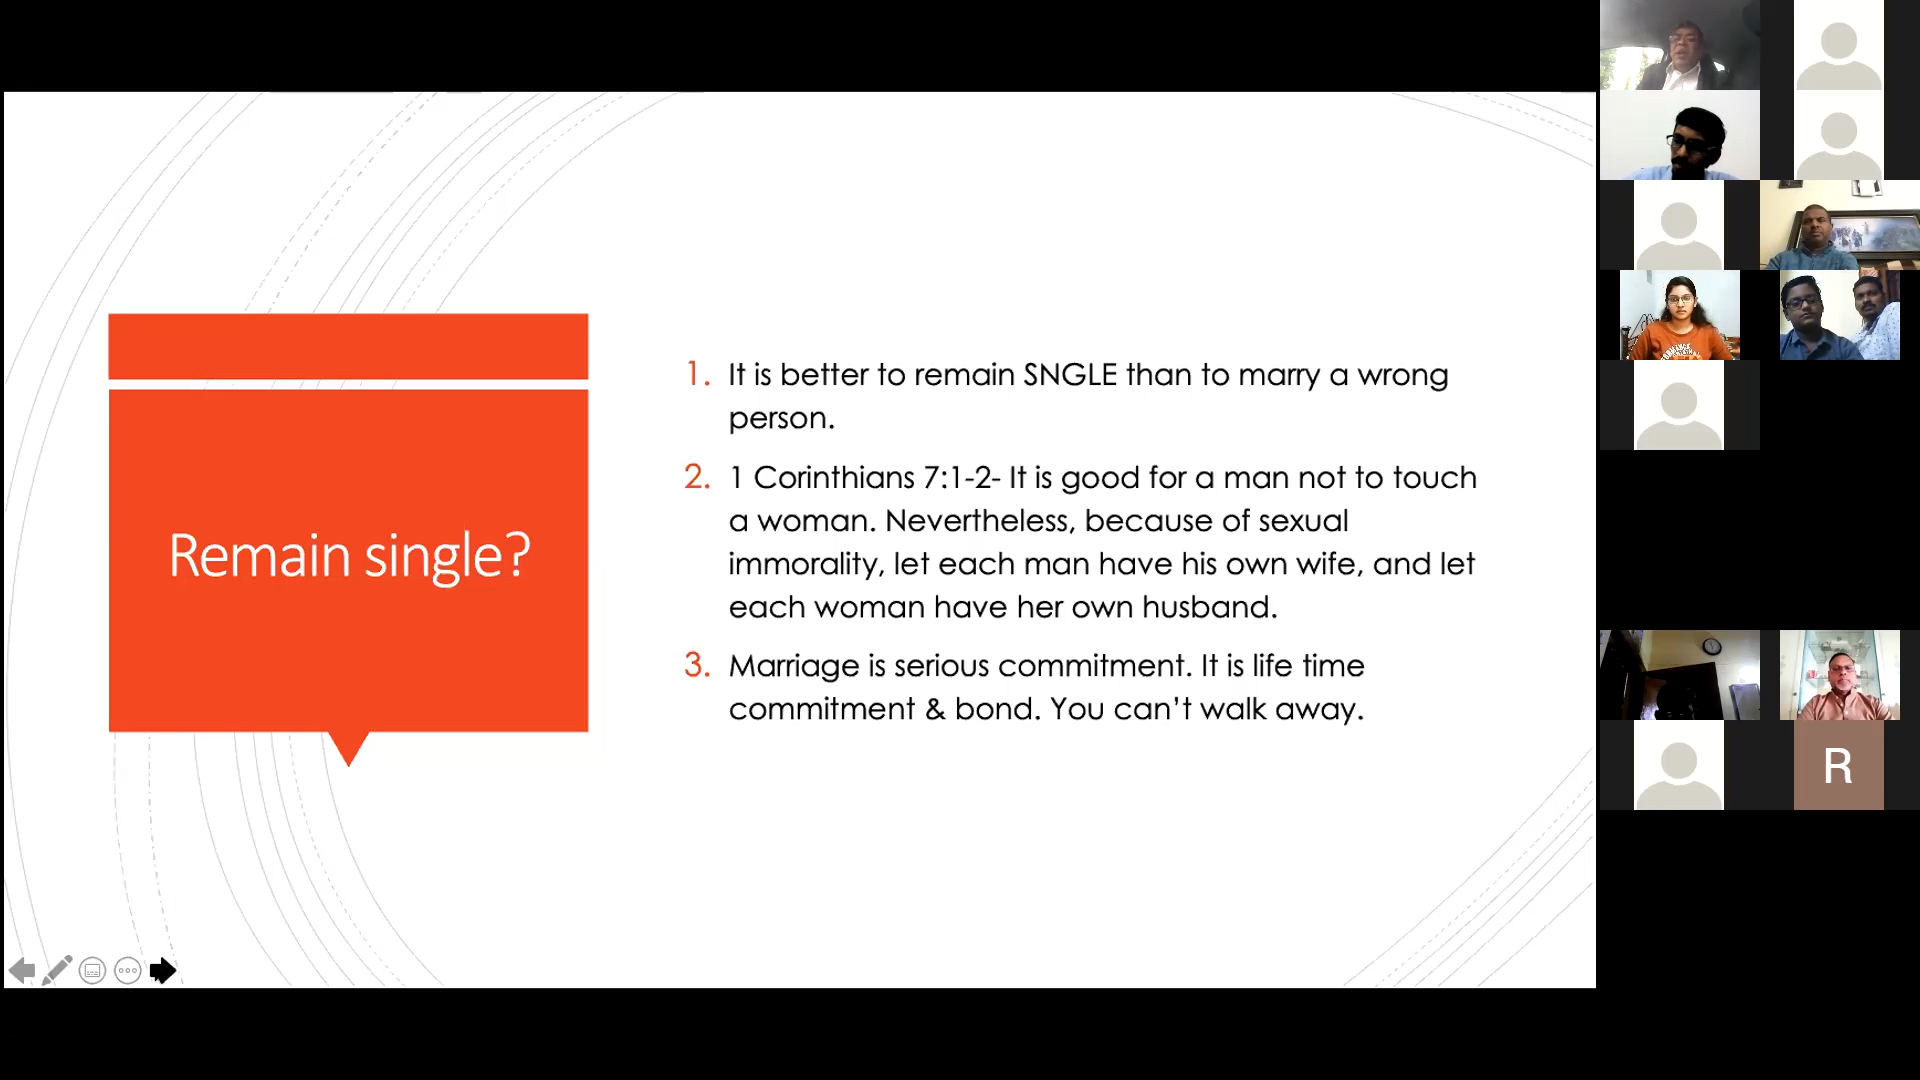 Remain single?
1. It is better to remain SNGLE than to marry a wrong
person.
2. 1 Corinthians 7:1-2- It is good for a man not to touch
a woman. Nevertheless, because of sexual
immorality, let each man have his own wife, and let
each woman have her own husband.
3. Marriage is serious commitment. It is life time
commitment & bond. You can’t walk away.
R